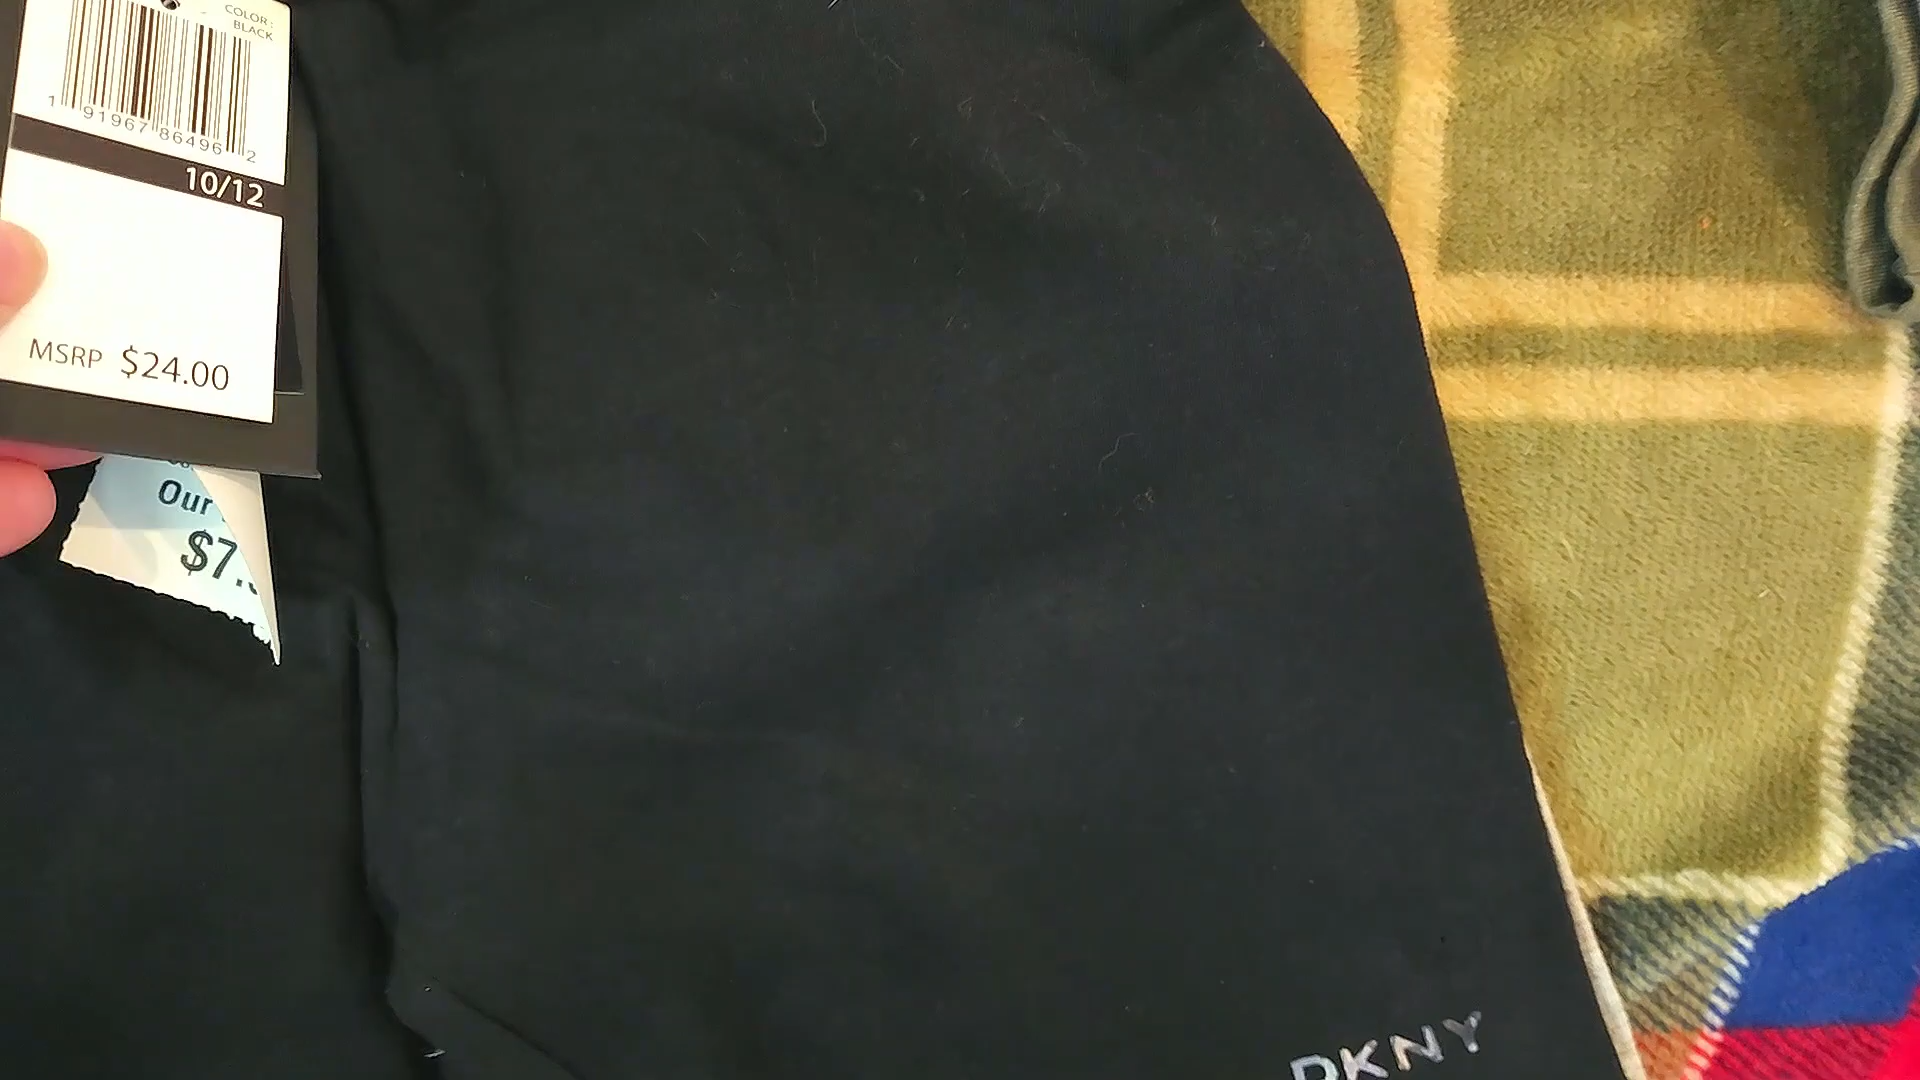 COLOR:
BLACK
1 91967 86496 2
10/12
MSRP $24.00
Our
$7.
DKNY